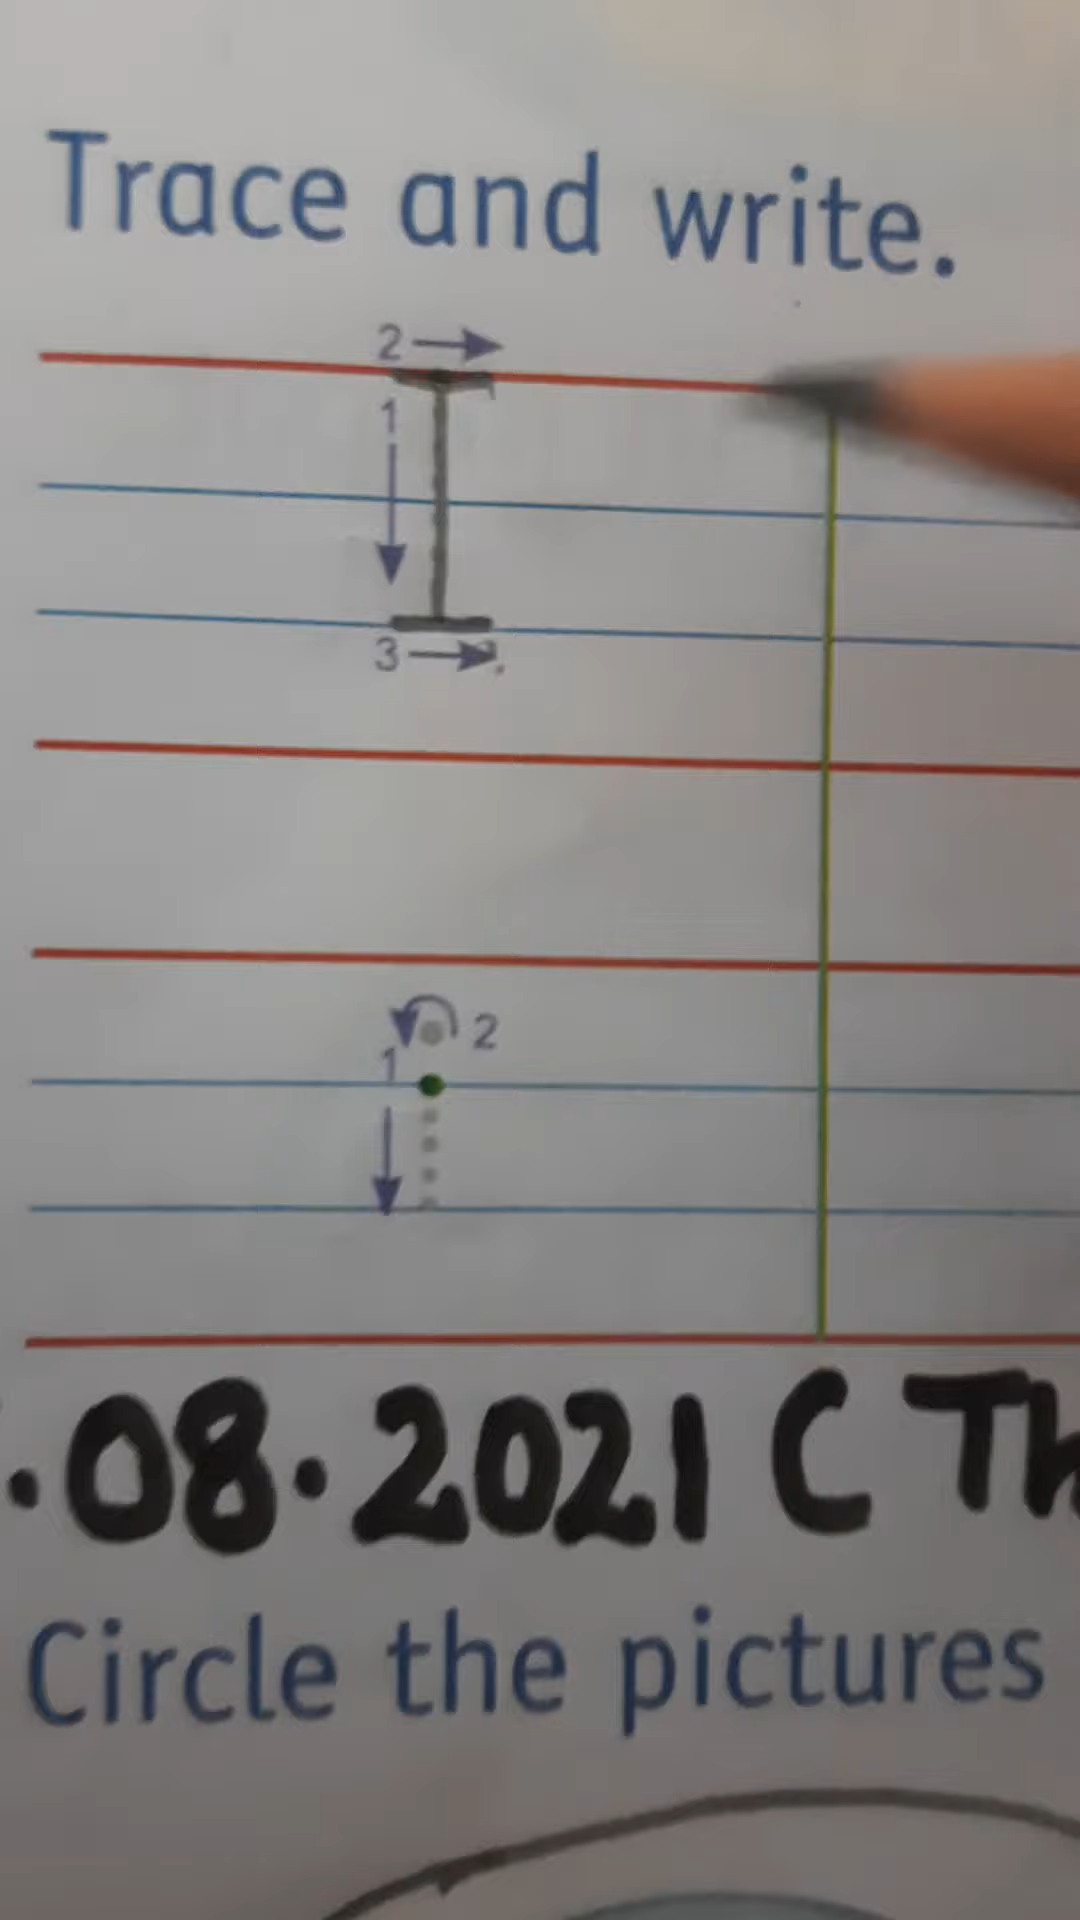 Trace and write.
2
1
I
3
2
1
.08.2021 C Th
Circle the pictures